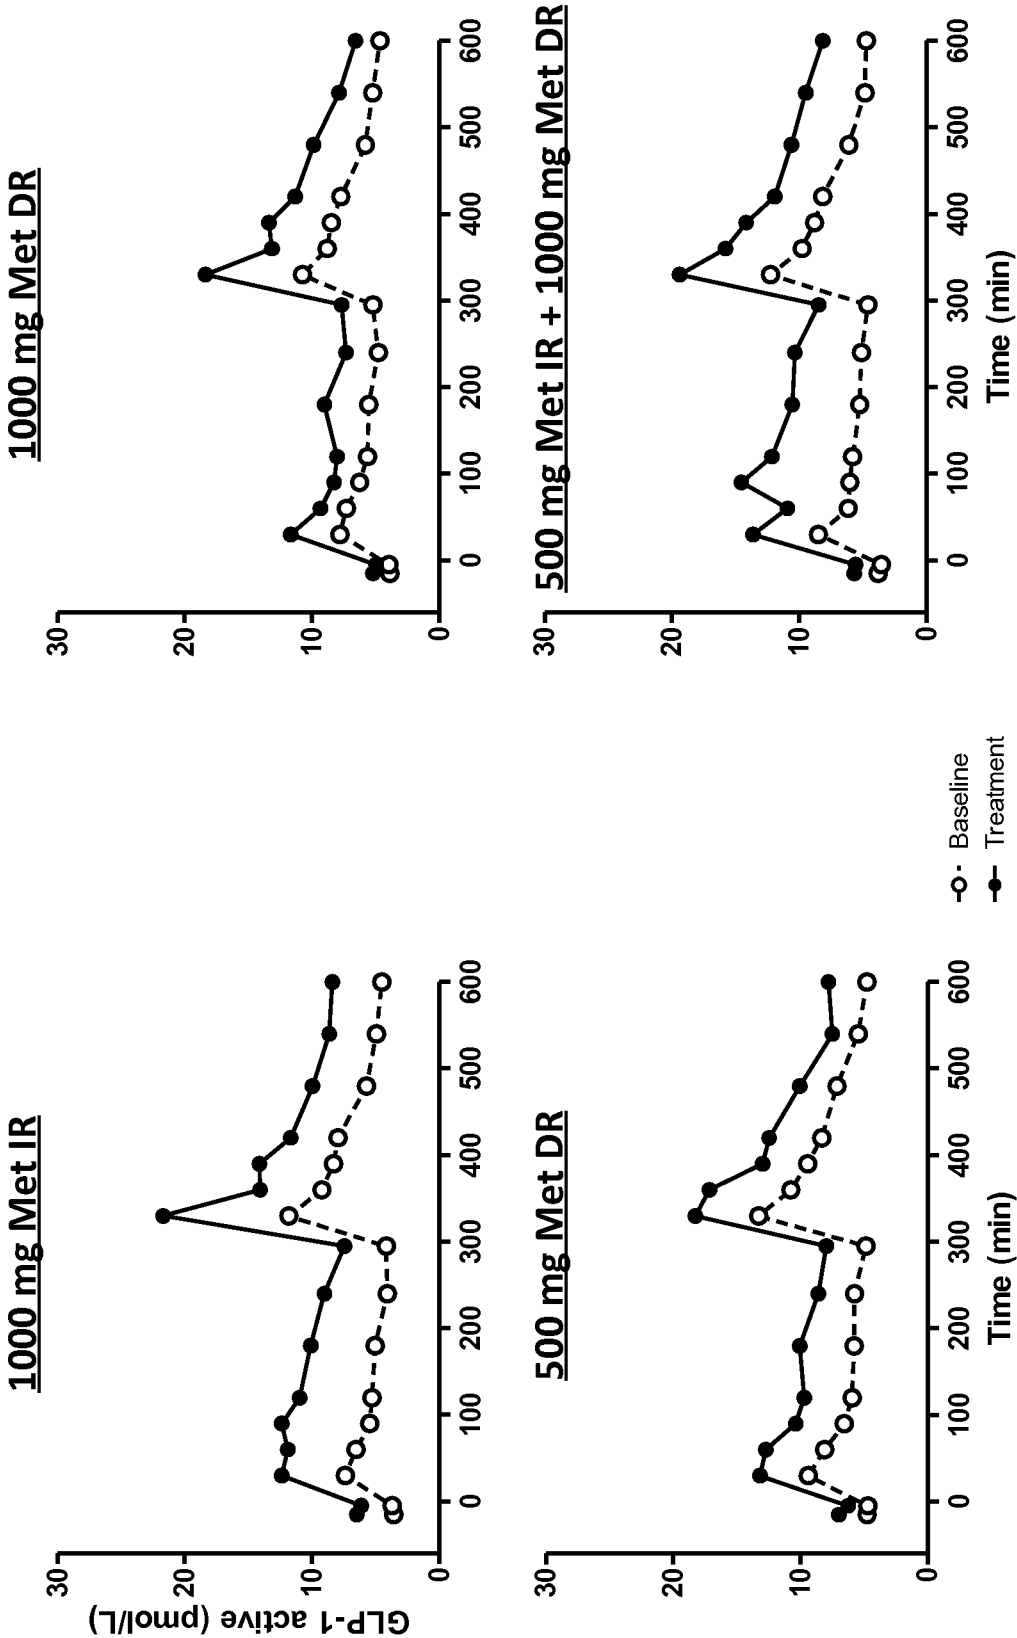 1000 mg Met IR
GLP-1 active (pmol/L)
30
20
10
0
0 100 200 300 400 500 600
1000 mg Met DR
30
20
10
0
0 100 200 300 400 500 600
500 mg Met DR
30
20
10
0
0 100 200 300 400 500 600
Time (min)
Baseline
Treatment
500 mg Met IR + 1000 mg Met DR
30
20
10
0
0 100 200 300 400 500 600
Time (min)